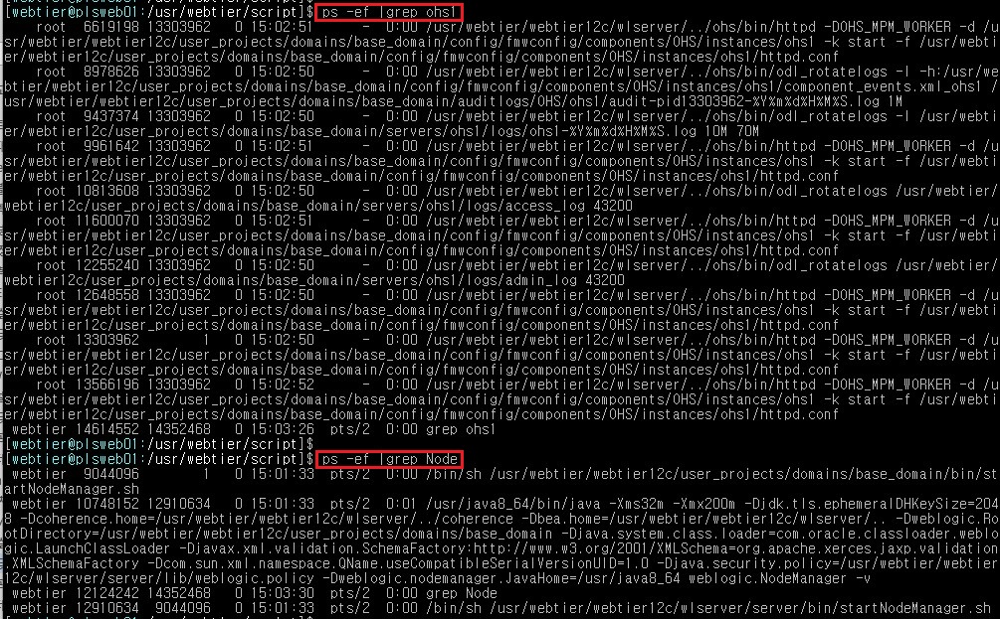 [webtier@plsweb01:/usr/webtier/script]$ ps -ef |grep ohs1
root 6619198 13303962 0 15:02:51 - 0:00 /usr/webtier/webtier12c/wlserver/../ohs/bin/httpd -DOHS_MPM_WORKER -d /u
sr/webtier/webtier12c/user_projects/domains/base_domain/config/fmwconfig/components/OHS/instances/ohs1 -k start -f /usr/webti
er/webtier12c/user_projects/domains/base_domain/config/fmwconfig/components/OHS/instances/ohs1/httpd.conf
root 8978626 13303962 0 15:02:50 - 0:00 /usr/webtier/webtier12c/wlserver/../ohs/bin/odl_rotatelogs -l -h:/usr/we
btier/webtier12c/user_projects/domains/base_domain/config/fmwconfig/components/OHS/instances/ohs1/component_events.xml_ohs1 /
usr/webtier/webtier12c/user_projects/domains/base_domain/auditlogs/OHS/ohs1/audit-pid13303962-%Y%m%d%H%M%S.log 1M
root 9437374 13303962 0 15:02:50 - 0:00 /usr/webtier/webtier12c/wlserver/../ohs/bin/odl_rotatelogs -l /usr/webti
er/webtier12c/user_projects/domains/base_domain/servers/ohs1/logs/ohs1-%Y%m%d%H%M%S.log 10M 70M
root 9961642 13303962 0 15:02:51 - 0:00 /usr/webtier/webtier12c/wlserver/../ohs/bin/httpd -DOHS_MPM_WORKER -d /u
sr/webtier/webtier12c/user_projects/domains/base_domain/config/fmwconfig/components/OHS/instances/ohs1 -k start -f /usr/webti
er/webtier12c/user_projects/domains/base_domain/config/fmwconfig/components/OHS/instances/ohs1/httpd.conf
root 10813608 13303962 0 15:02:50 - 0:00 /usr/webtier/webtier12c/wlserver/../ohs/bin/odl_rotatelogs /usr/webtier/
webtier12c/user_projects/domains/base_domain/servers/ohs1/logs/access_log 43200
root 11600070 13303962 0 15:02:51 - 0:00 /usr/webtier/webtier12c/wlserver/../ohs/bin/httpd -DOHS_MPM_WORKER -d /u
sr/webtier/webtier12c/user_projects/domains/base_domain/config/fmwconfig/components/OHS/instances/ohs1 -k start -f /usr/webti
er/webtier12c/user_projects/domains/base_domain/config/fmwconfig/components/OHS/instances/ohs1/httpd.conf
root 12255240 13303962 0 15:02:50 - 0:00 /usr/webtier/webtier12c/wlserver/../ohs/bin/odl_rotatelogs /usr/webtier/
webtier12c/user_projects/domains/base_domain/servers/ohs1/logs/admin_log 43200
root 12648558 13303962 0 15:02:50 - 0:00 /usr/webtier/webtier12c/wlserver/../ohs/bin/httpd -DOHS_MPM_WORKER -d /u
sr/webtier/webtier12c/user_projects/domains/base_domain/config/fmwconfig/components/OHS/instances/ohs1 -k start -f /usr/webti
er/webtier12c/user_projects/domains/base_domain/config/fmwconfig/components/OHS/instances/ohs1/httpd.conf
root 13303962 1 0 15:02:50 - 0:00 /usr/webtier/webtier12c/wlserver/../ohs/bin/httpd -DOHS_MPM_WORKER -d /u
sr/webtier/webtier12c/user_projects/domains/base_domain/config/fmwconfig/components/OHS/instances/ohs1 -k start -f /usr/webti
er/webtier12c/user_projects/domains/base_domain/config/fmwconfig/components/OHS/instances/ohs1/httpd.conf
root 13566196 13303962 0 15:02:52 - 0:00 /usr/webtier/webtier12c/wlserver/../ohs/bin/httpd -DOHS_MPM_WORKER -d /u
sr/webtier/webtier12c/user_projects/domains/base_domain/config/fmwconfig/components/OHS/instances/ohs1 -k start -f /usr/webti
er/webtier12c/user_projects/domains/base_domain/config/fmwconfig/components/OHS/instances/ohs1/httpd.conf
webtier 14614552 14352468 0 15:03:26 pts/2 0:00 grep ohs1
[webtier@plsweb01:/usr/webtier/script]$
[webtier@plsweb01:/usr/webtier/script]$ ps -ef |grep Node
webtier 9044096 1 0 15:01:33 pts/2 0:00 /bin/sh /usr/webtier/webtier12c/user_projects/domains/base_domain/bin/st
artNodeManager.sh
webtier 10748152 12910634 0 15:01:33 pts/2 0:01 /usr/java8_64/bin/java -Xms32m -Xmx200m -Djdk.tls.ephemeralDHKeySize=204
8 -Dcoherence.home=/usr/webtier/webtier12c/wlserver/../coherence -Dbea.home=/usr/webtier/webtier12c/wlserver/.. -Dweblogic.R
ootDirectory=/usr/webtier/webtier12c/user_projects/domains/base_domain -Djava.system.class.loader=com.oracle.classloader.weblo
gic.LaunchClassLoader -Djavax.xml.validation.SchemaFactory:http://www.w3.org/2001/XMLSchema=org.apache.xerces.jaxp.validation
.XMLSchemaFactory -Dcom.sun.xml.namespace.QName.useCompatibleSerialVersionUID=1.0 -Djava.security.policy=/usr/webtier/webtier
12c/wlserver/server/lib/weblogic.policy -Dweblogic.nodemanager.JavaHome=/usr/java8_64 weblogic.NodeManager -v
webtier 12124242 14352468 0 15:03:30 pts/2 0:00 grep Node
webtier 12910634 9044096 0 15:01:33 pts/2 0:00 /bin/sh /usr/webtier/webtier12c/wlserver/server/bin/startNodeManager.sh